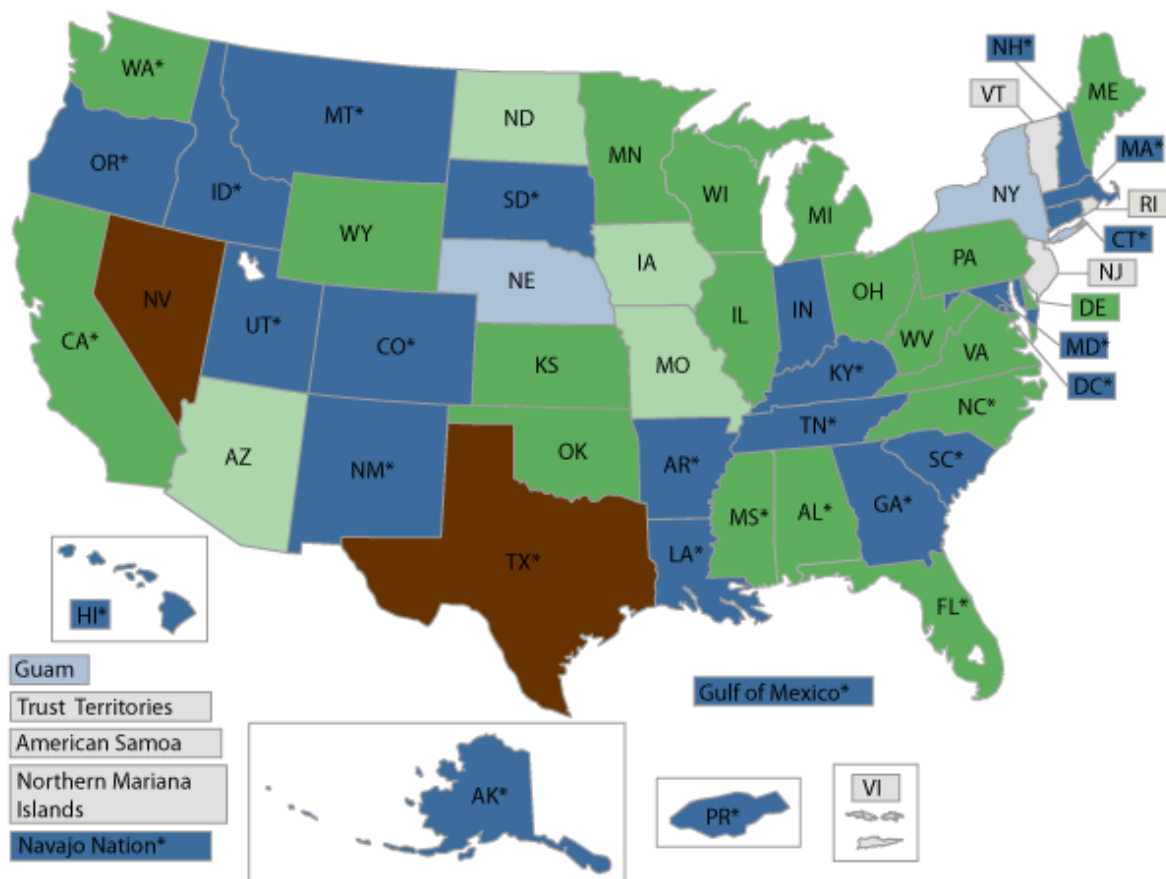 WA*
MT*
ND
MN
NH*
VT
ME
MA*
OR*
ID*
SD*
WI
MI
NY
RI
CT*
WY
IA
PA
NJ
NV
NE
IL
IN
OH
DE
CA*
UT*
CO*
KS
MO
WV
VA
MD*
KY*
DC*
NC*
TN*
AZ
NM*
OK
AR*
SC*
MS*
AL*
GA*
TX*
LA*
FL*
HI*
Guam
Trust Territories
American Samoa
Northern Mariana
Islands
Navajo Nation*
Gulf of Mexico*
AK*
PR*
VI